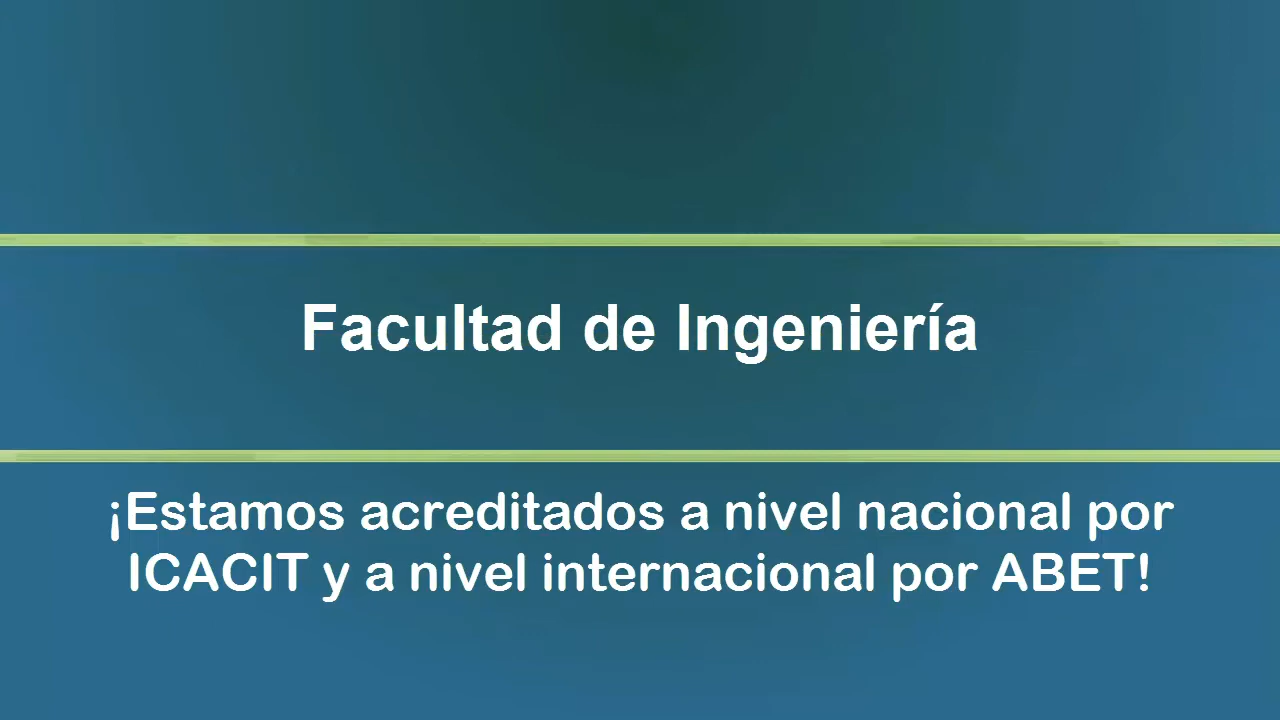 Facultad de Ingeniería
¡Estamos acreditados a nivel nacional por
ICACIT y a nivel internacional por ABET!